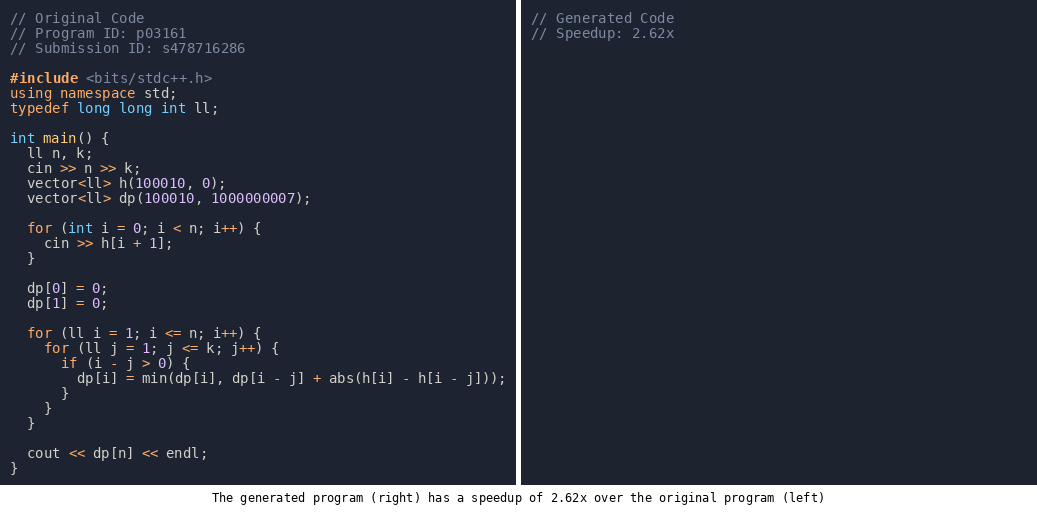 // Original Code
// Program ID: p03161
// Submission ID: s478716286
#include <bits/stdc++.h>
using namespace std;
typedef long long int ll;
int main() {
  ll n, k;
  cin >> n >> k;
  vector<ll> h(100010, 0);
  vector<ll> dp(100010, 1000000007);
  for (int i = 0; i < n; i++) {
    cin >> h[i + 1];
  }
  dp[0] = 0;
  dp[1] = 0;
  for (ll i = 1; i <= n; i++) {
    for (ll j = 1; j <= k; j++) {
      if (i - j > 0) {
        dp[i] = min(dp[i], dp[i - j] + abs(h[i] - h[i - j]));
      }
    }
  }
  cout << dp[n] << endl;
}
// Generated Code
// Speedup: 2.62x
The generated program (right) has a speedup of 2.62x over the original program (left)